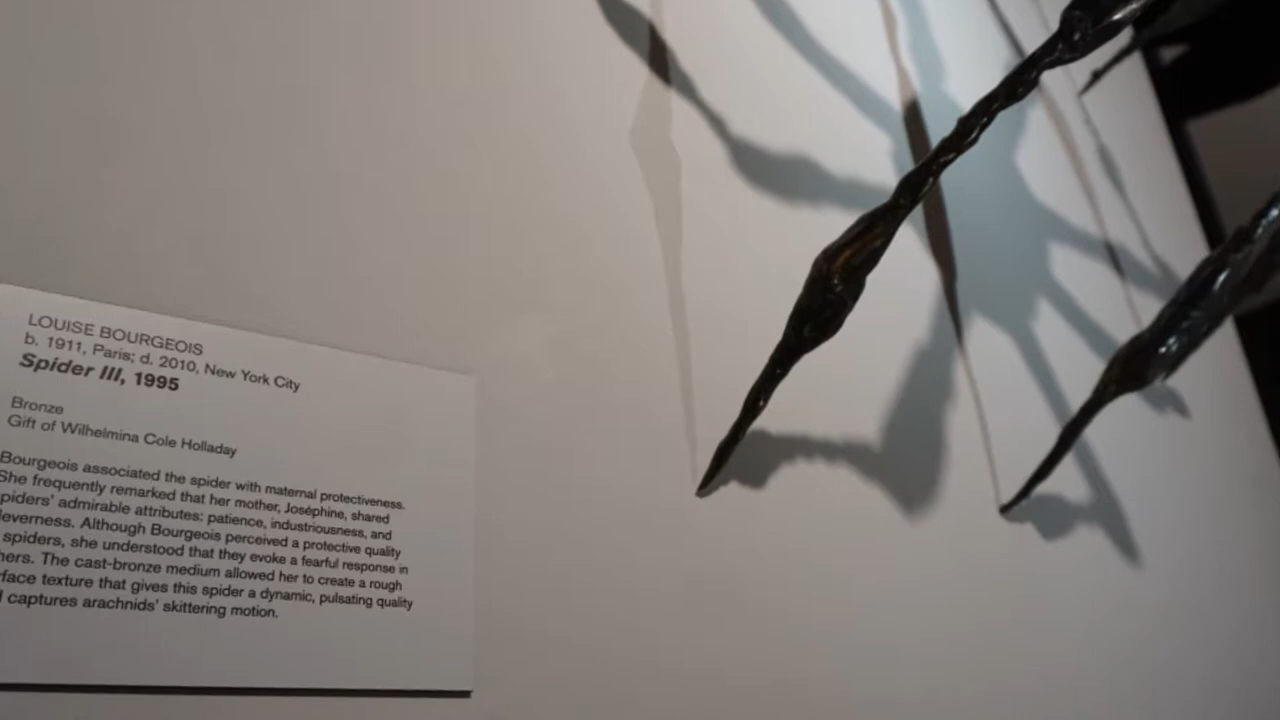 LOUISE BOURGEOIS
b. 1911, Paris; d. 2010, New York City
Spider III, 1995
Bronze
Gift of Wilhelmina Cole Holladay
Bourgeois associated the spider with maternal protectiveness.
She frequently remarked that her mother, Joséphine, shared
piders' admirable attributes: patience, industriousness, and
leverness. Although Bourgeois perceived a protective quality
spiders, she understood that they evoke a fearful response in
hers. The cast-bronze medium allowed her to create a rough
rface texture that gives this spider a dynamic, pulsating quality
captures arachnids' skittering motion.